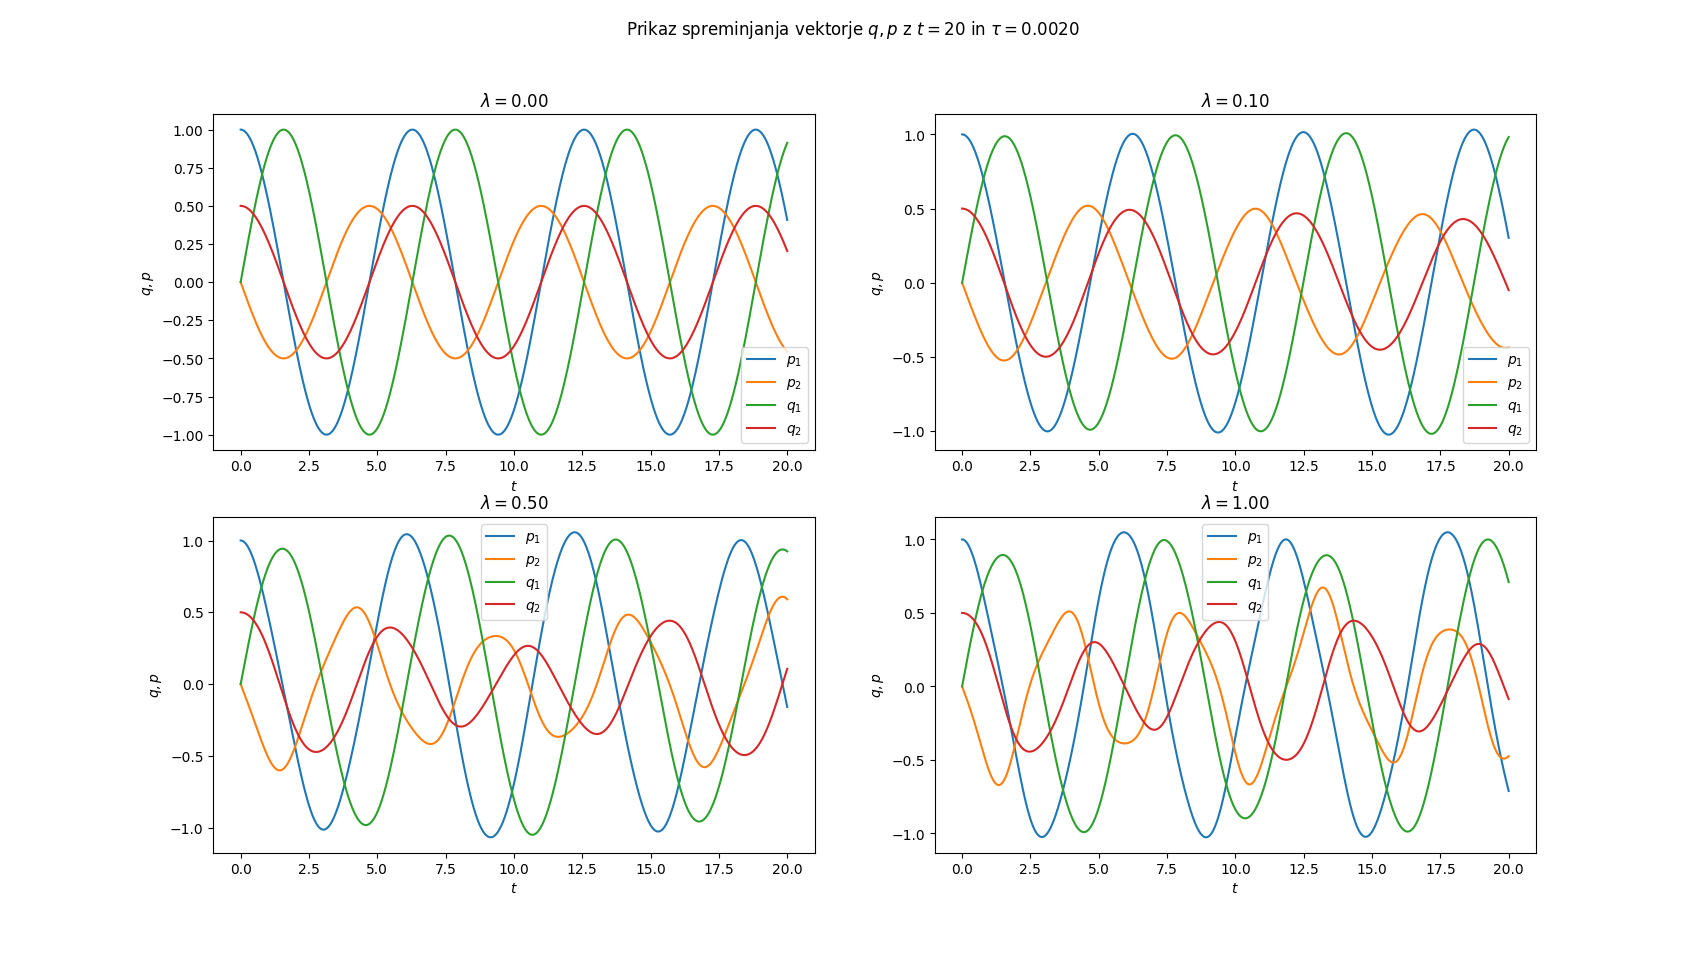 Prikaz spreminjanja vektorje q, p z t = 20 in τ = 0.0020
λ = 0.00
1.00
0.75
0.50
0.25
0.00
−0.25
−0.50
−0.75
−1.00
q, p
0.0 2.5 5.0 7.5 10.0 12.5 15.0 17.5 20.0
t
p₁
p₂
q₁
q₂
λ = 0.10
1.0
0.5
0.0
−0.5
−1.0
q, p
0.0 2.5 5.0 7.5 10.0 12.5 15.0 17.5 20.0
t
p₁
p₂
q₁
q₂
λ = 0.50
1.0
0.5
0.0
−0.5
−1.0
q, p
0.0 2.5 5.0 7.5 10.0 12.5 15.0 17.5 20.0
t
p₁
p₂
q₁
q₂
λ = 1.00
1.0
0.5
0.0
−0.5
−1.0
q, p
0.0 2.5 5.0 7.5 10.0 12.5 15.0 17.5 20.0
t
p₁
p₂
q₁
q₂